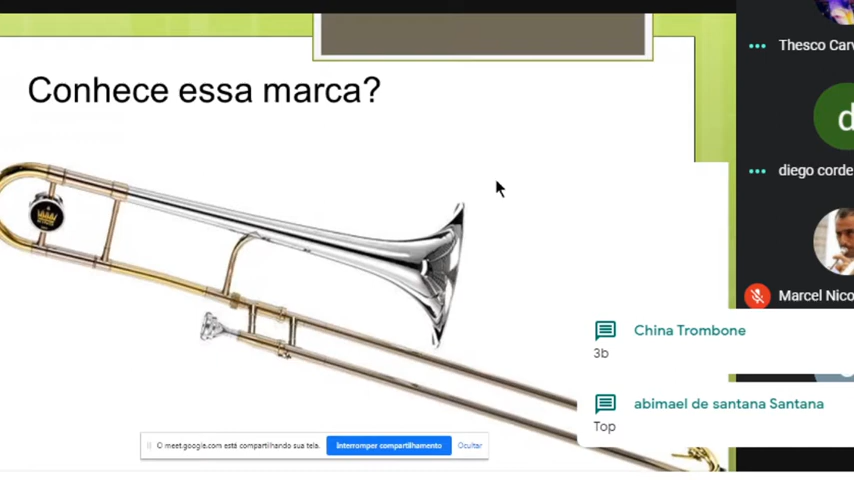 Conhece essa marca?
Thesco Carv
d
diego corde
Marcel Nico
China Trombone
3b
abimael de santana Santana
Top
O meet.google.com está compartilhando sua tela.
Interromper compartilhamento
Ocultar